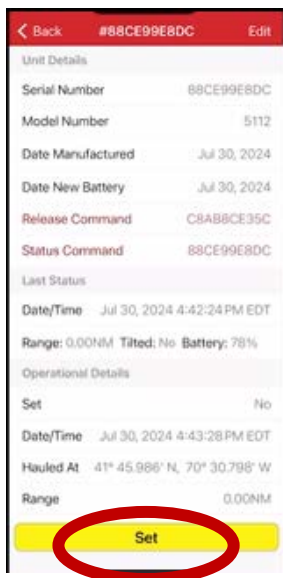 Back #88CE99E8DC Edit
Unit Details
Serial Number 88CE99E8DC
Model Number 5112
Date Manufactured Jul 30, 2024
Date New Battery Jul 30, 2024
Release Command C8AB8CE35C
Status Command 88CE99E8DC
Last Status
Date/Time Jul 30, 2024 4:42:24 PM EDT
Range: 0.00NM Tilted: No Battery: 78%
Operational Details
Set No
Date/Time Jul 30, 2024 4:43:28 PM EDT
Hauled At 41° 45.986' N, 70° 30.798' W
Range 0.00NM
Set